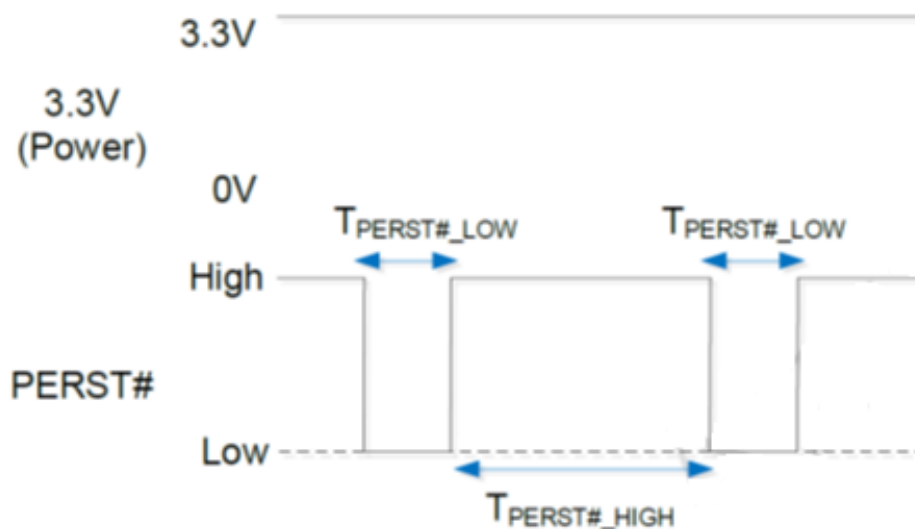 3.3V
3.3V
(Power)
0V
TPERST#_LOW TPERST#_LOW
High
PERST#
Low
TPERST#_HIGH